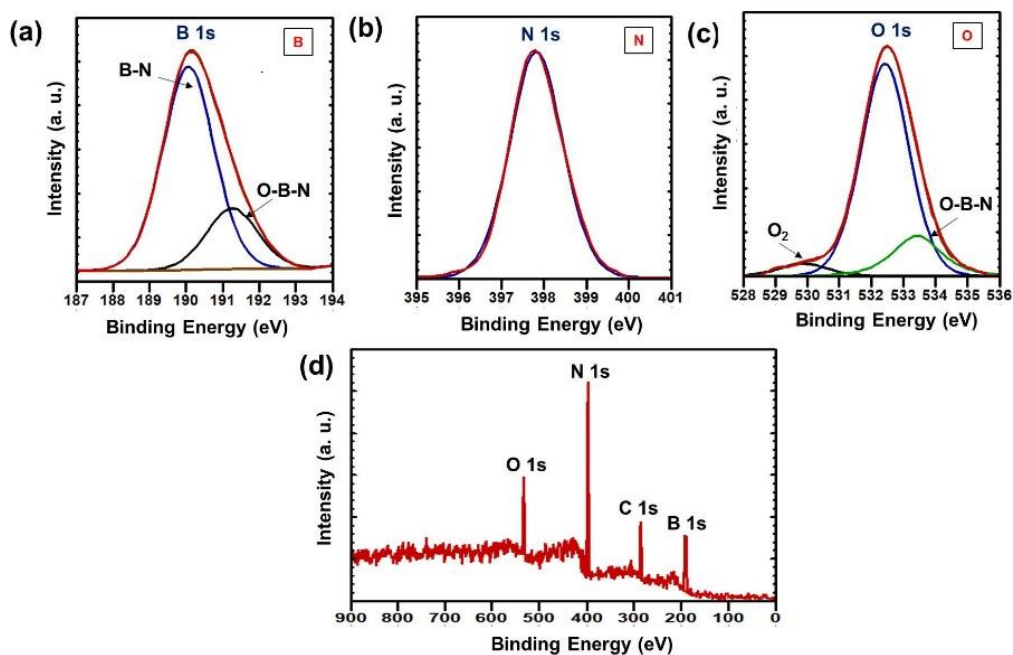 (a)
B 1s
B
B-N
O-B-N
Intensity (a. u.)
187 188 189 190 191 192 193 194
Binding Energy (eV)
(b)
N 1s
N
Intensity (a. u.)
395 396 397 398 399 400 401
Binding Energy (eV)
(c)
O 1s
O
O-B-N
O₂
Intensity (a. u.)
528 529 530 531 532 533 534 535 536
Binding Energy (eV)
(d)
N 1s
O 1s
C 1s
B 1s
Intensity (a. u.)
900 800 700 600 500 400 300 200 100 0
Binding Energy (eV)